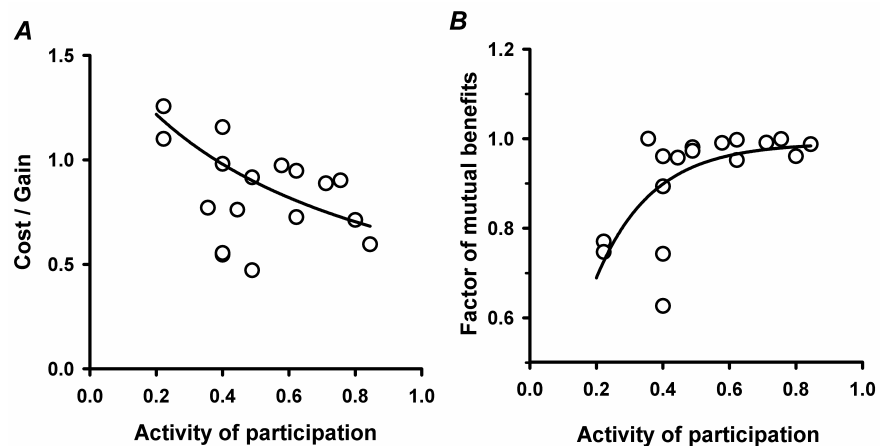 A
1.5
1.0
0.5
0.0
Cost / Gain
0.0 0.2 0.4 0.6 0.8 1.0
Activity of participation
B
1.2
1.0
0.8
0.6
Factor of mutual benefits
0.0 0.2 0.4 0.6 0.8 1.0
Activity of participation